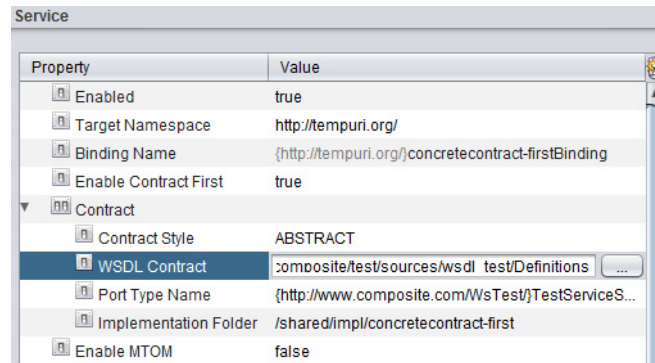 Service
Property Value
Enabled true
Target Namespace http://tempuri.org/
Binding Name {http://tempuri.org/}concretecontract-firstBinding
Enable Contract First true
Contract
Contract Style ABSTRACT
WSDL Contract :omposite/test/sources/wsdl_test/Definitions ...
Port Type Name {http://www.composite.com/WsTest/}TestServiceS...
Implementation Folder /shared/impl/concretecontract-first
Enable MTOM false